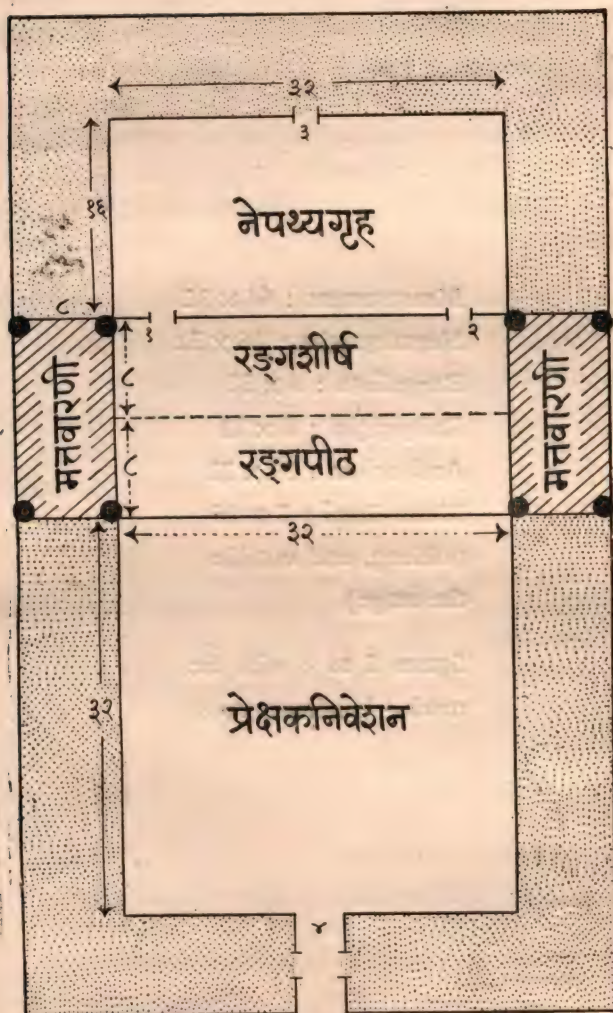 ३२
३
१६
नेपथ्यगृह
८
१
२
८
रङ्गशीर्ष
मत्तवारणी
मत्तवारणी
८
रङ्गपीठ
३२
३२
प्रेक्षकनिवेशन
४